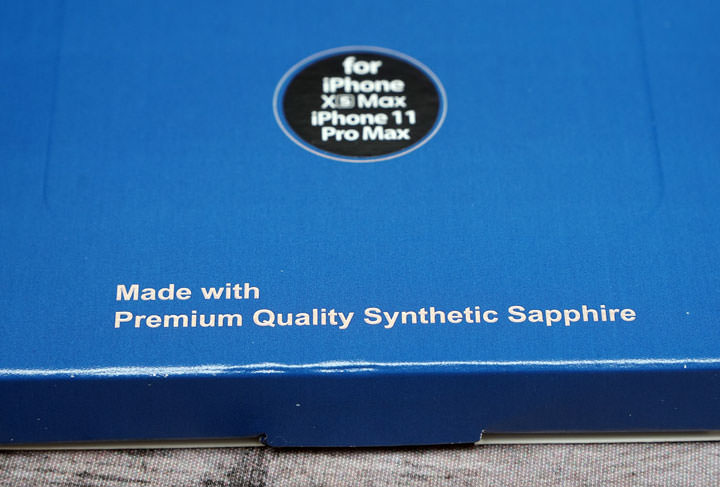 for
iPhone
XS Max
iPhone 11
Pro Max
Made with
Premium Quality Synthetic Sapphire